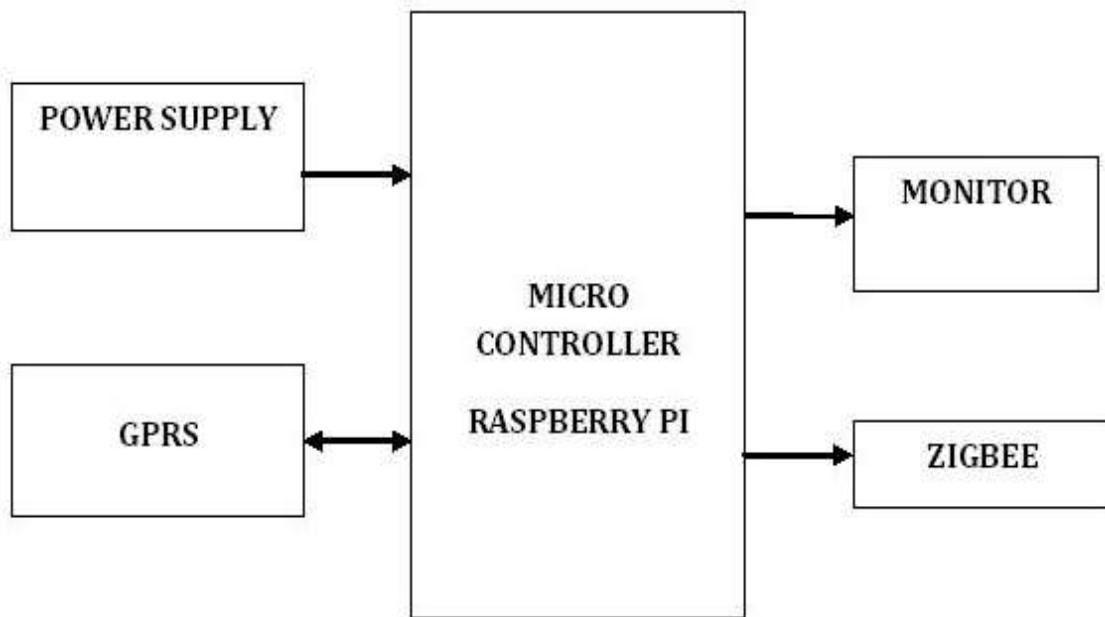 POWER SUPPLY
GPRS
MICRO
CONTROLLER
RASPBERRY PI
MONITOR
ZIGBEE